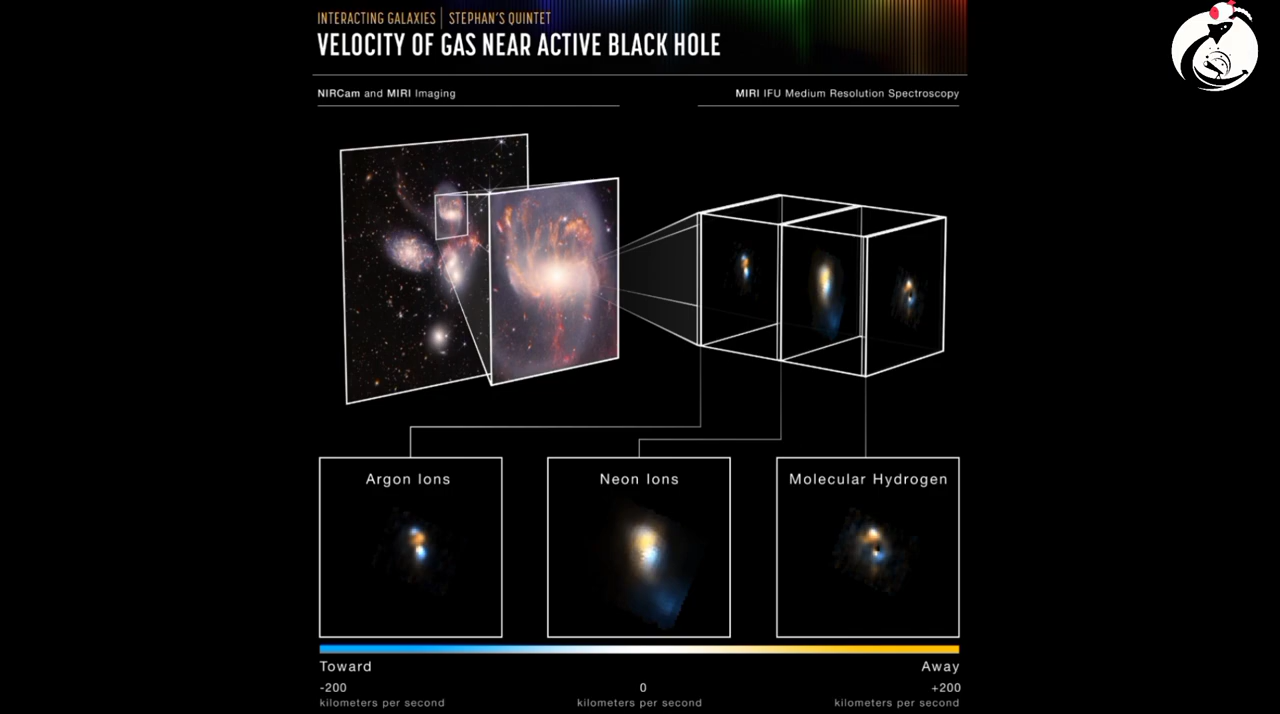 INTERACTING GALAXIES | STEPHAN'S QUINTET
VELOCITY OF GAS NEAR ACTIVE BLACK HOLE
NIRCam and MIRI Imaging
MIRI IFU Medium Resolution Spectroscopy
Argon Ions
Neon Ions
Molecular Hydrogen
Toward
Away
-200
0
+200
kilometers per second
kilometers per second
kilometers per second